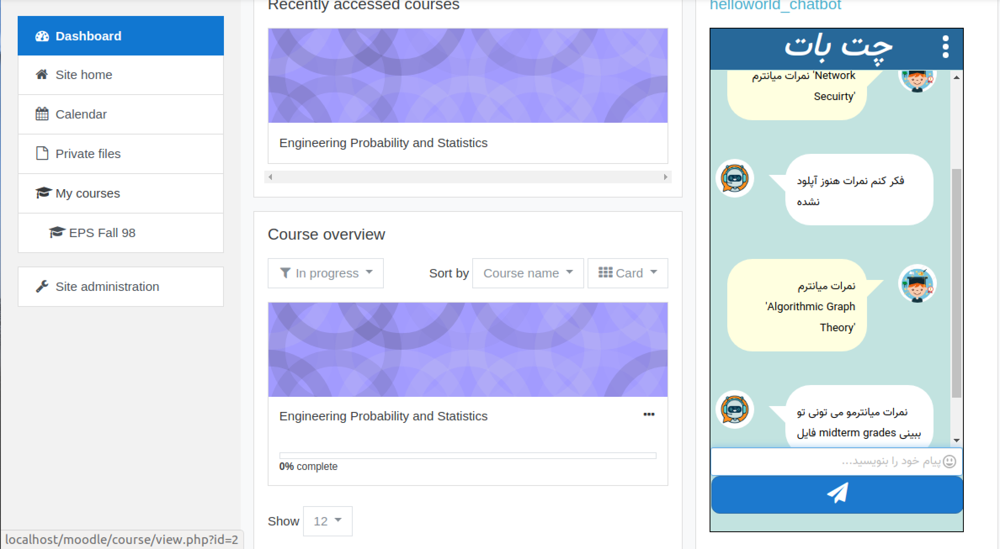 Dashboard
Site home
Calendar
Private files
My courses
EPS Fall 98
Site administration
Recently accessed courses
Engineering Probability and Statistics
Course overview
In progress
Sort by
Course name
Card
Engineering Probability and Statistics
0% complete
Show
12
helloworld_chatbot
چت بات
نمرات میانترم 'Network
Secuirty'
فکر کنم نمرات هنوز آپلود
نشده
نمرات میانترم
'Algorithmic Graph
Theory'
نمرات میانترمو می تونی تو
فایل midterm grades ببینی
پیام خود را بنویسید...
localhost/moodle/course/view.php?id=2